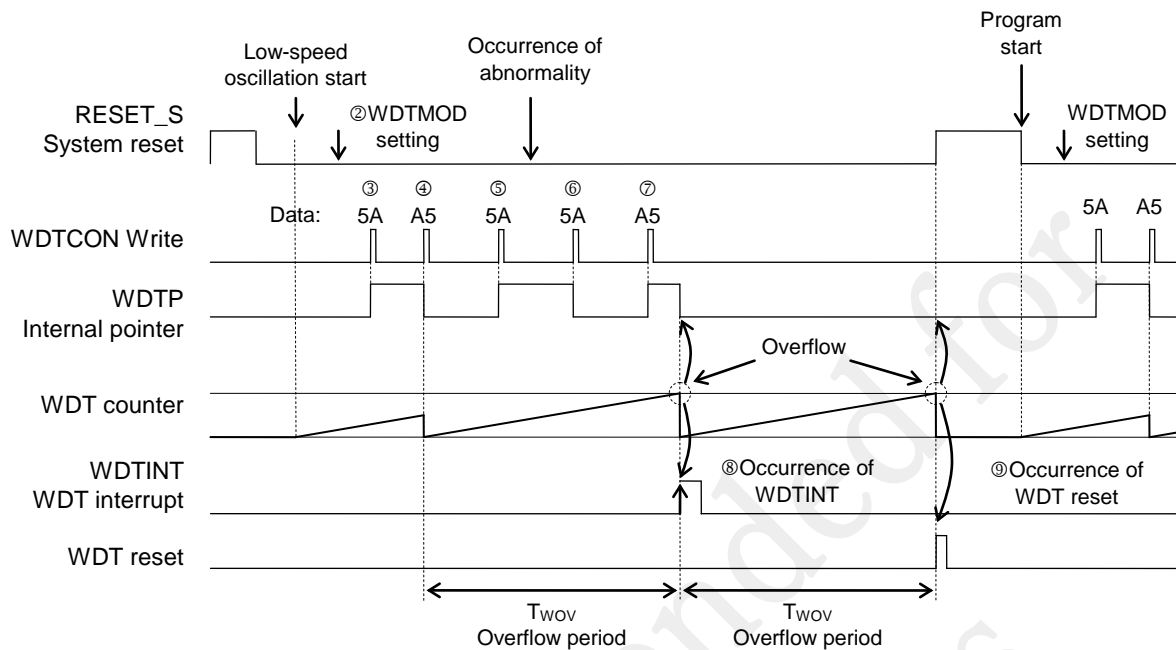 Program
start
Low-speed
oscillation start
Occurrence of
abnormality
RESET_S
System reset
②WDTMOD
setting
WDTMOD
setting
③ ④ ⑤ ⑥ ⑦
Data: 5A A5 5A 5A A5 5A A5
WDTCON Write
WDTP
Internal pointer
Overflow
WDT counter
WDTINT
WDT interrupt
⑧Occurrence of
WDTINT
⑨Occurrence of
WDT reset
WDT reset
TWOV
Overflow period
TWOV
Overflow period